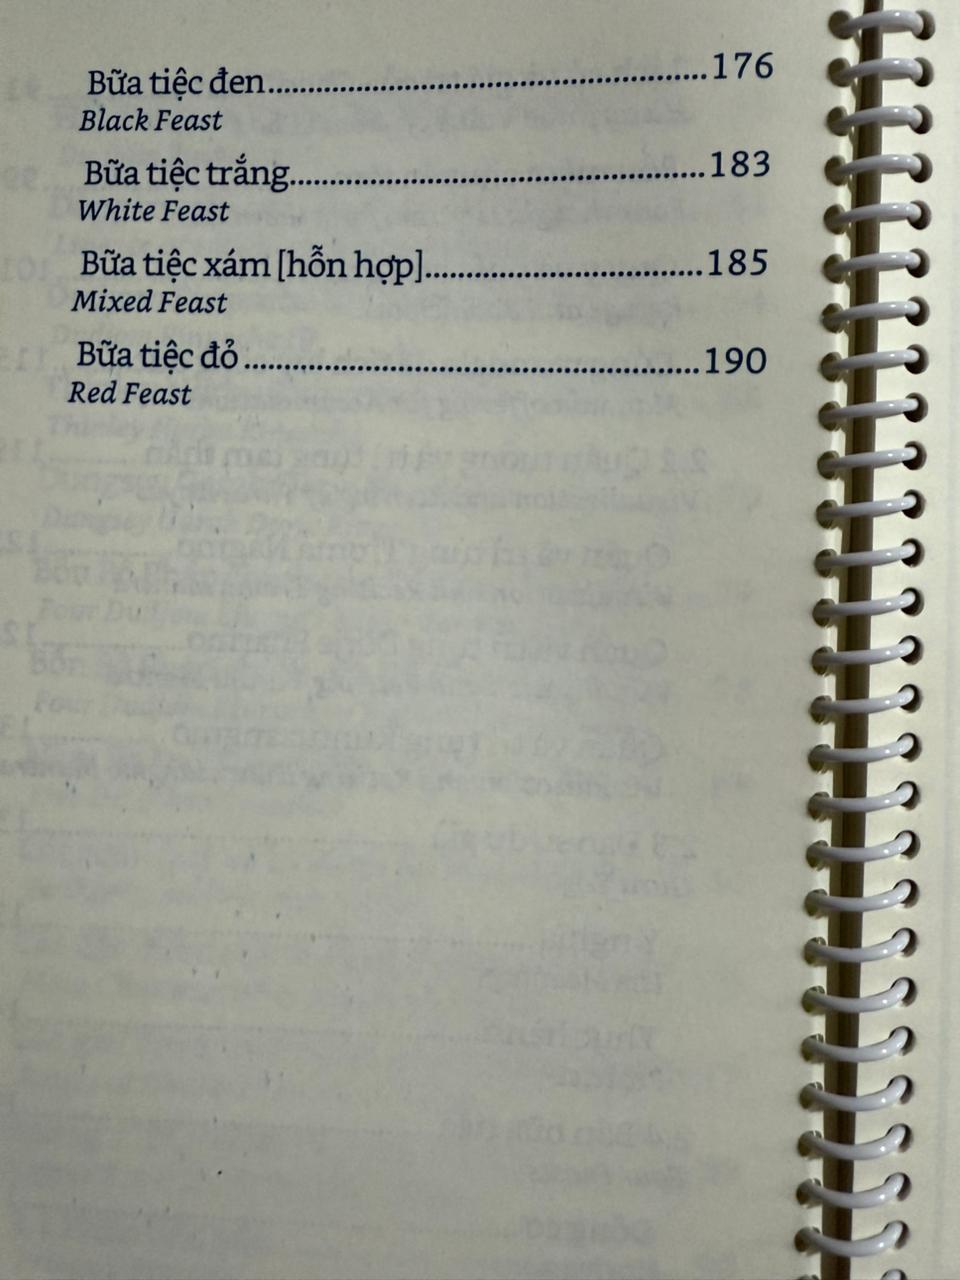 Bữa tiệc đen..........176
Black Feast
Bữa tiệc trắng..........183
White Feast
Bữa tiệc xám [hỗn hợp]..........185
Mixed Feast
Bữa tiệc đỏ..........190
Red Feast